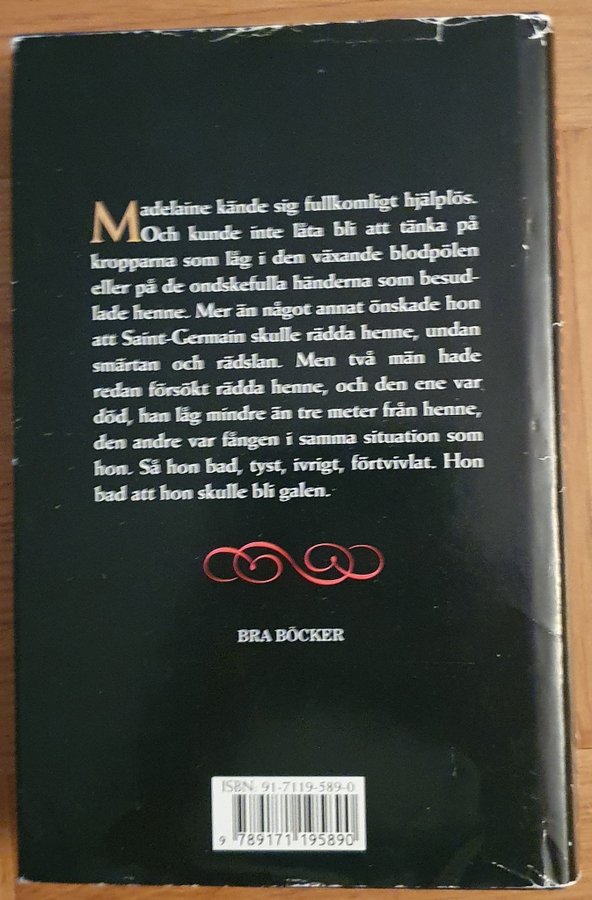 Madelaine kände sig fullkomligt hjälplös.
Och kunde inte låta bli att tänka på
kropparna som låg i den växande blodpölen
eller på de ondskefulla händerna som besud-
lade henne. Mer än något annat önskade hon
att Saint-Germain skulle rädda henne, undan
smärtan och rädslan. Men två män hade
redan försökt rädda henne, och den ene var
död, han låg mindre än tre meter från henne,
den andre var fången i samma situation som
hon. Så hon bad, tyst, ivrigt, förtvivlat. Hon
bad att hon skulle bli galen.
BRA BÖCKER
ISBN: 91-7119-589-0
9 789171 195890